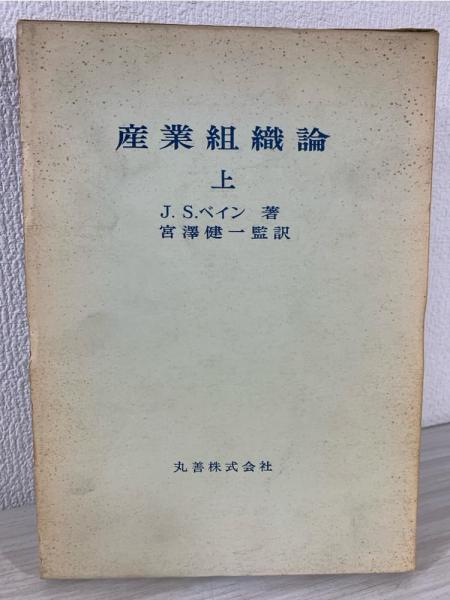 産業組織論
上
J.S.ベイン 著
宮澤健一監訳
丸善株式会社